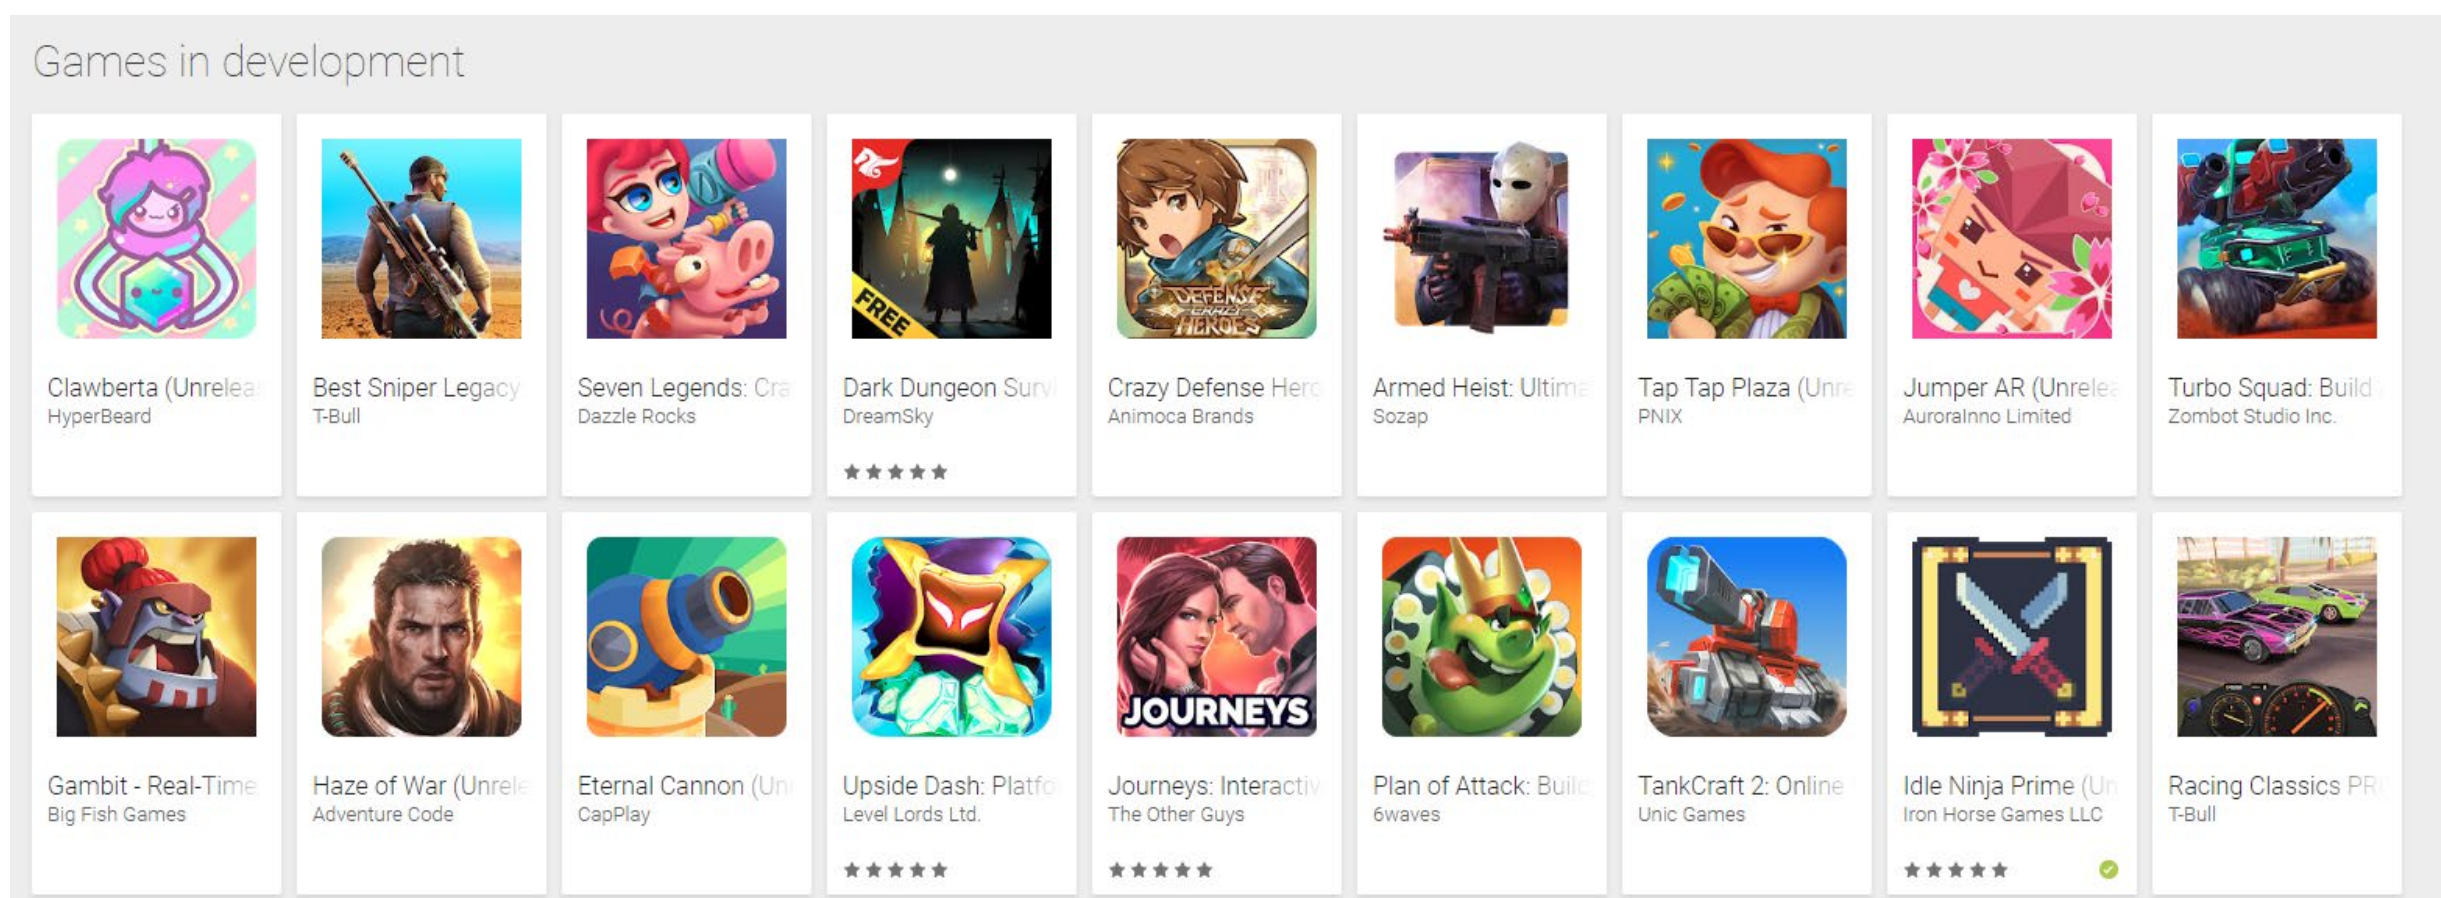 Games in development
Clawberta (Unrelea
HyperBeard
Best Sniper Legacy
T-Bull
Seven Legends: Cra
Dazzle Rocks
FREE
Dark Dungeon Surv
DreamSky
DEFENSE
CRAZY
HEROES
Crazy Defense Hero
Animoca Brands
Armed Heist: Ultima
Sozap
Tap Tap Plaza (Unre
PNIX
Jumper AR (Unrelea
AuroraInno Limited
Turbo Squad: Build
Zombot Studio Inc.
Gambit - Real-Time
Big Fish Games
Haze of War (Unrele
Adventure Code
Eternal Cannon (Un
CapPlay
Upside Dash: Platfo
Level Lords Ltd.
JOURNEYS
Journeys: Interactiv
The Other Guys
Plan of Attack: Build
6waves
TankCraft 2: Online
Unic Games
Idle Ninja Prime (Un
Iron Horse Games LLC
Racing Classics PR
T-Bull